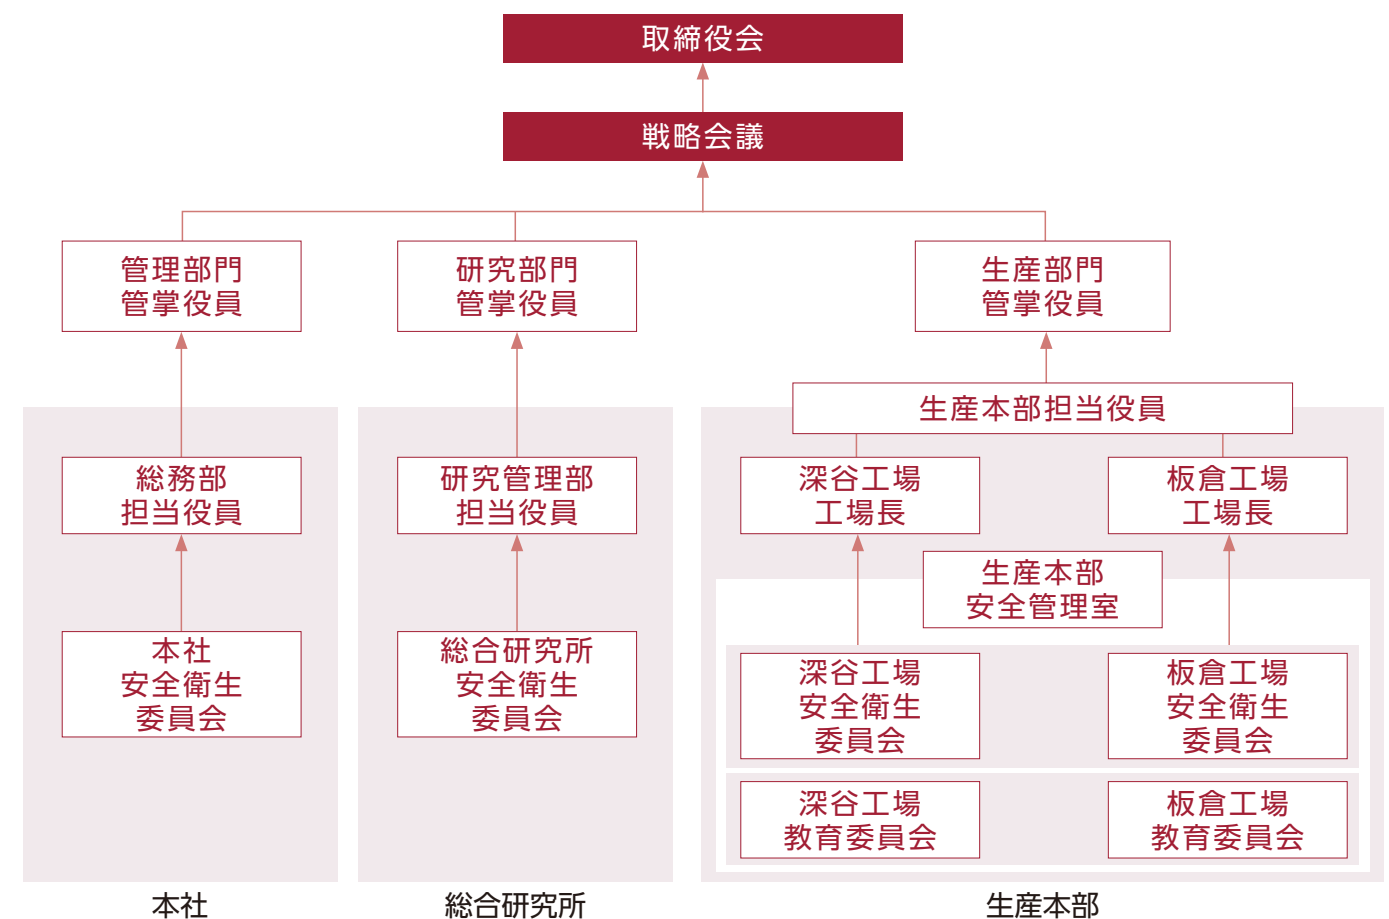 取締役会
戦略会議
管理部門
管掌役員
研究部門
管掌役員
生産部門
管掌役員
生産本部担当役員
総務部
担当役員
研究管理部
担当役員
深谷工場
工場長
板倉工場
工場長
生産本部
安全管理室
本社
安全衛生
委員会
総合研究所
安全衛生
委員会
深谷工場
安全衛生
委員会
板倉工場
安全衛生
委員会
深谷工場
教育委員会
板倉工場
教育委員会
本社
総合研究所
生産本部